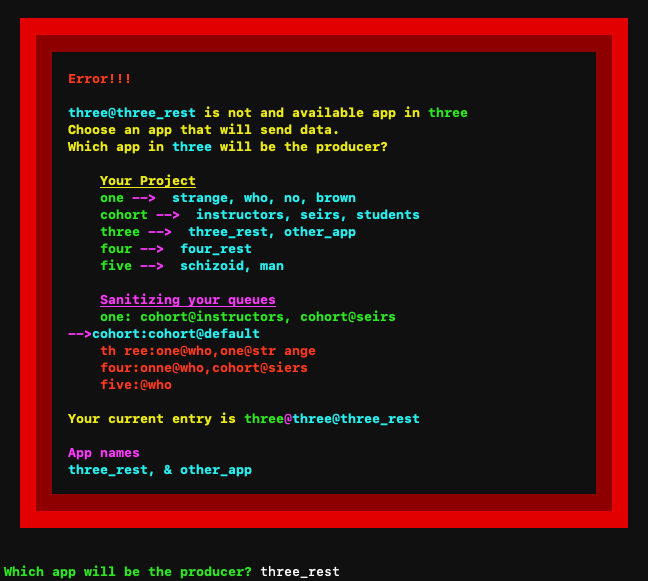 Error!!!
three@three_rest is not and available app in three
Choose an app that will send data.
Which app in three will be the producer?
Your Project
one --> strange, who, no, brown
cohort --> instructors, seirs, students
three --> three_rest, other_app
four --> four_rest
five --> schizoid, man
Sanitizing your queues
one: cohort@instructors, cohort@seirs
-->cohort:cohort@default
th ree:one@who,one@str ange
four:onne@who,cohort@siers
five:@who
Your current entry is three@three@three_rest
App names
three_rest, & other_app
Which app will be the producer? three_rest